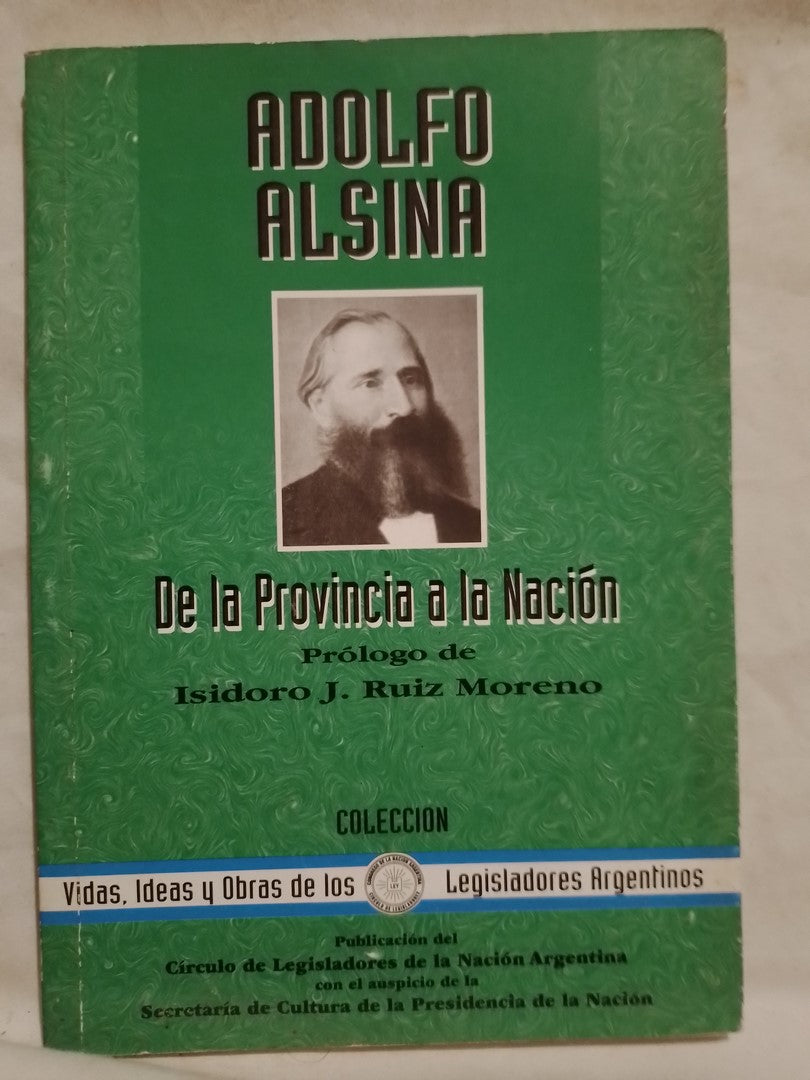 ADOLFO
ALSINA
De la Provincia a la Nación
Prólogo de
Isidoro J. Ruiz Moreno
COLECCION
Vidas, Ideas y Obras de los Legisladores Argentinos
LEY
Publicación del
Círculo de Legisladores de la Nación Argentina
con el auspicio de la
Secretaría de Cultura de la Presidencia de la Nación